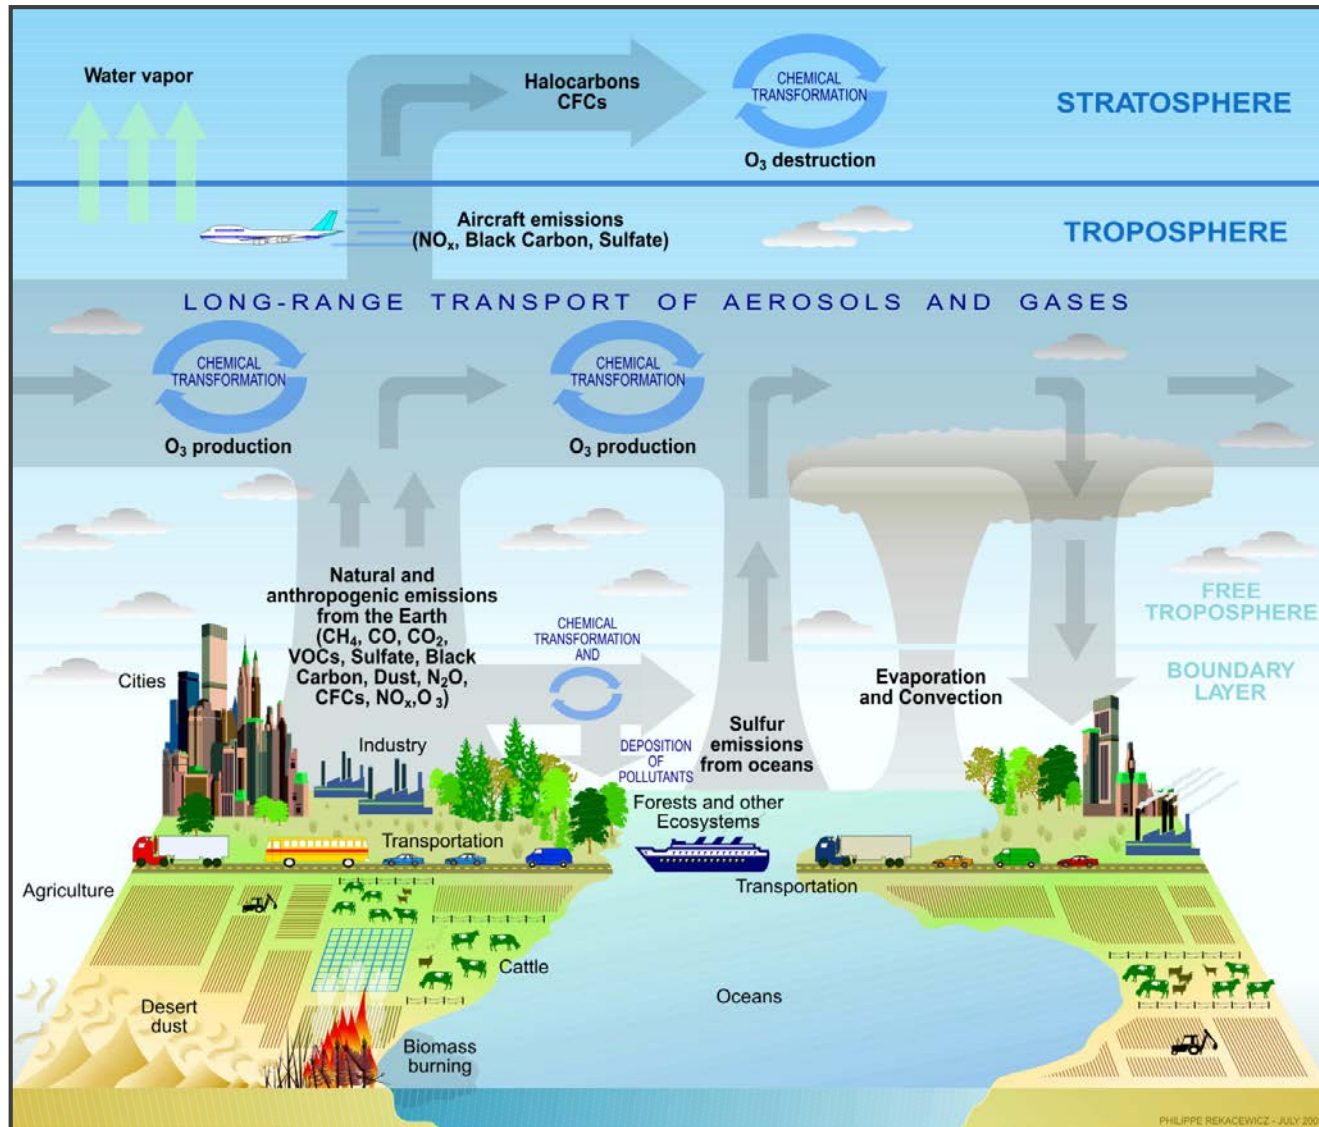 Water vapor
Halocarbons
CFCs
CHEMICAL
TRANSFORMATION
O₃ destruction
STRATOSPHERE
Aircraft emissions
(NOₓ, Black Carbon, Sulfate)
TROPOSPHERE
LONG-RANGE TRANSPORT OF AEROSOLS AND GASES
CHEMICAL
TRANSFORMATION
O₃ production
CHEMICAL
TRANSFORMATION
O₃ production
Natural and
anthropogenic emissions
from the Earth
(CH₄, CO, CO₂,
VOCs, Sulfate, Black
Carbon, Dust, N₂O,
CFCs, NOₓ,O ₃)
CHEMICAL
TRANSFORMATION
AND
DEPOSITION
OF
POLLUTANTS
FREE
TROPOSPHERE
BOUNDARY
LAYER
Evaporation
and Convection
Sulfur
emissions
from oceans
Cities
Industry
Forests and other
Ecosystems
Transportation
Transportation
Agriculture
Cattle
Oceans
Desert
dust
Biomass
burning
PHILIPPE REKACEWICZ - JULY